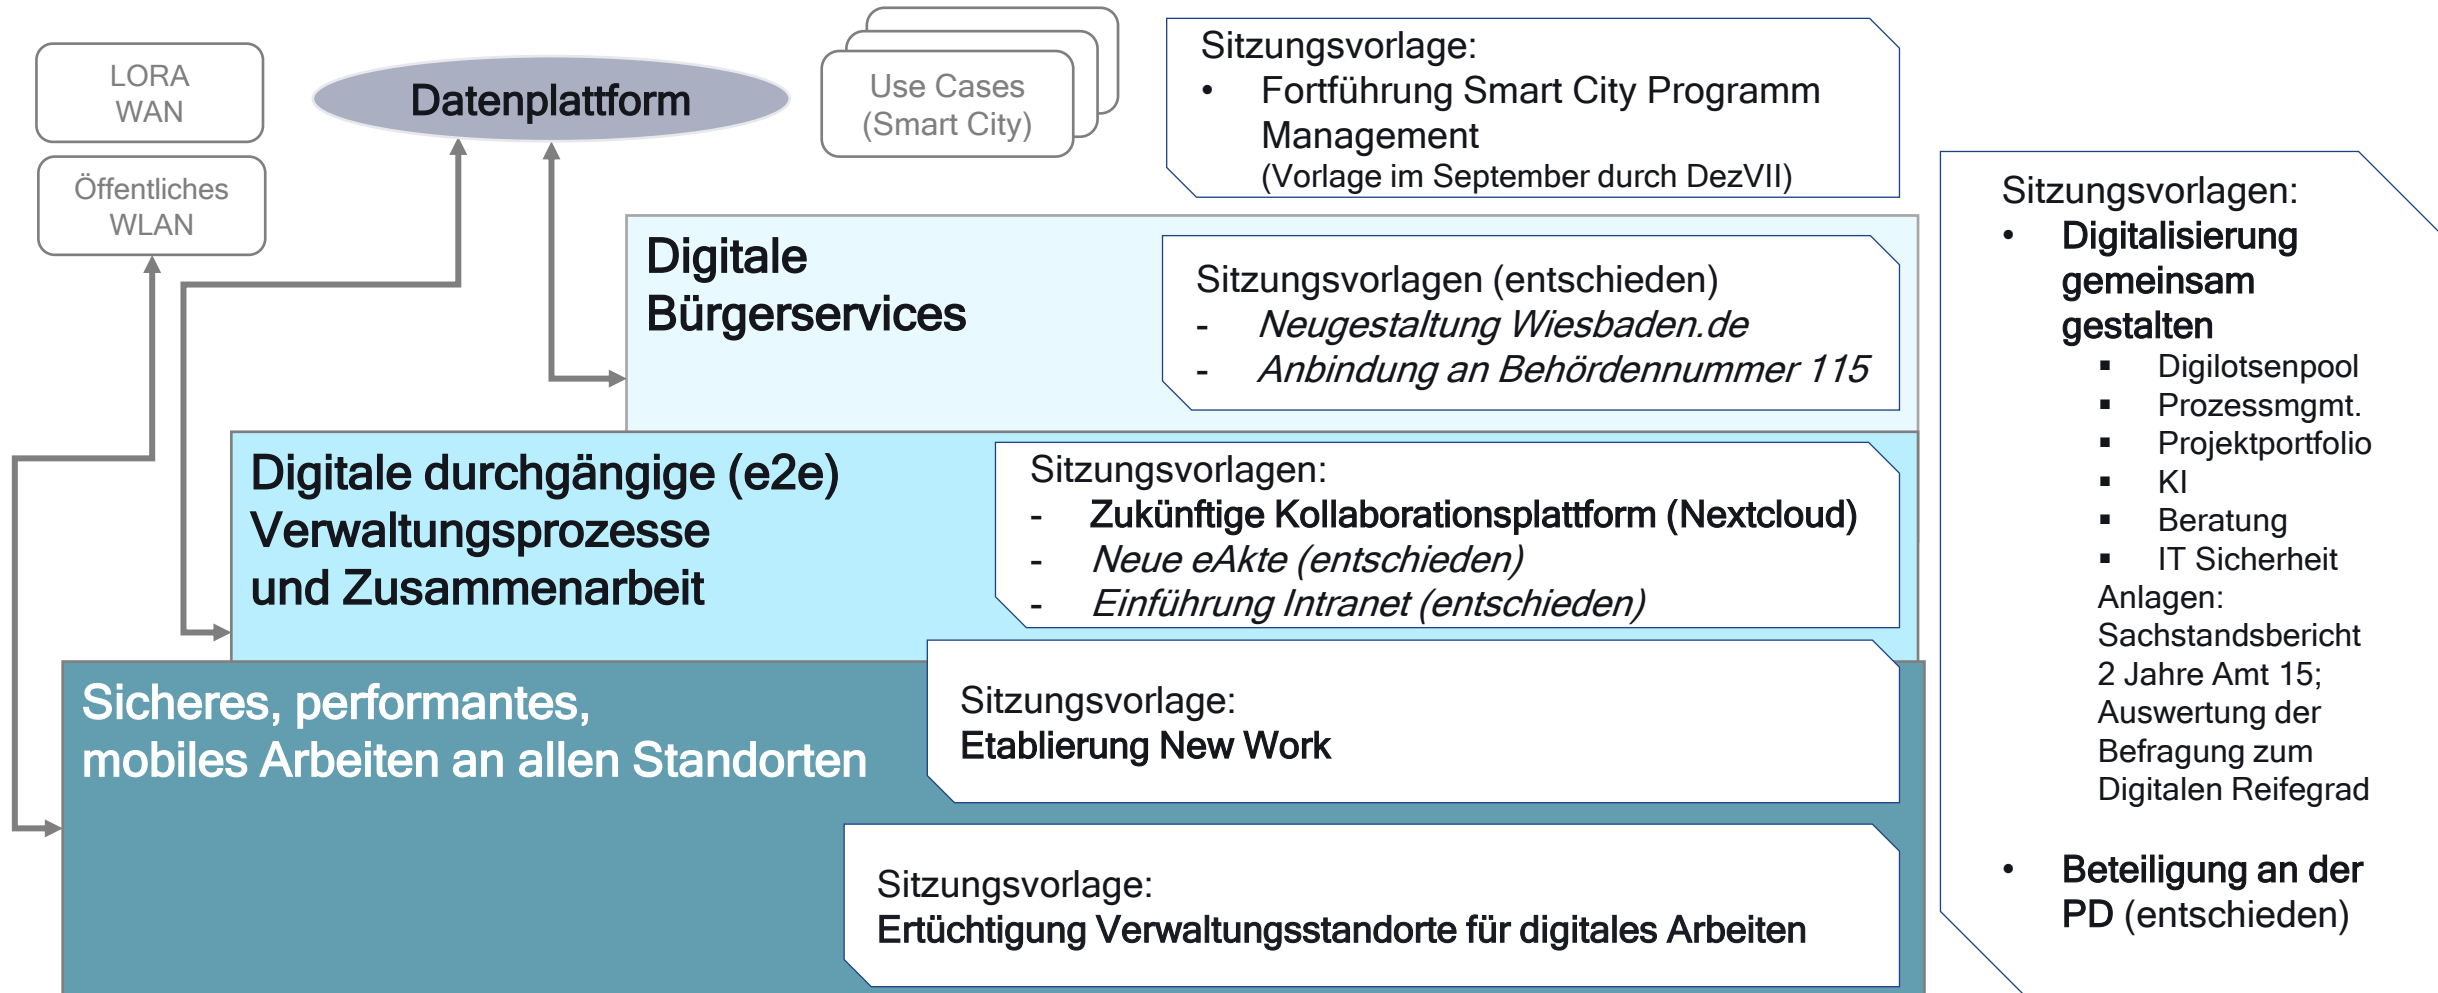 LORA
WAN
Öffentliches
WLAN
Datenplattform
Use Cases
(Smart City)
Sitzungsvorlage:
• Fortführung Smart City Programm
Management
(Vorlage im September durch DezVII)
Digitale
Bürgerservices
Sitzungsvorlagen (entschieden)
- Neugestaltung Wiesbaden.de
- Anbindung an Behördennummer 115
Digitale durchgängige (e2e)
Verwaltungsprozesse
und Zusammenarbeit
Sitzungsvorlagen:
- Zukünftige Kollaborationsplattform (Nextcloud)
- Neue eAkte (entschieden)
- Einführung Intranet (entschieden)
Sicheres, performantes,
mobiles Arbeiten an allen Standorten
Sitzungsvorlage:
Etablierung New Work
Sitzungsvorlage:
Ertüchtigung Verwaltungsstandorte für digitales Arbeiten
Sitzungsvorlagen:
• Digitalisierung
gemeinsam
gestalten
▪ Digilotsenpool
▪ Prozessmgmt.
▪ Projektportfolio
▪ KI
▪ Beratung
▪ IT Sicherheit
Anlagen:
Sachstandsbericht
2 Jahre Amt 15;
Auswertung der
Befragung zum
Digitalen Reifegrad
• Beteiligung an der
PD (entschieden)